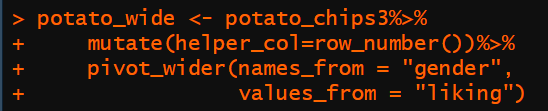 > potato_wide <- potato_chips3%>%
+     mutate(helper_col=row_number())%>%
+     pivot_wider(names_from = "gender",
+                 values_from = "liking")